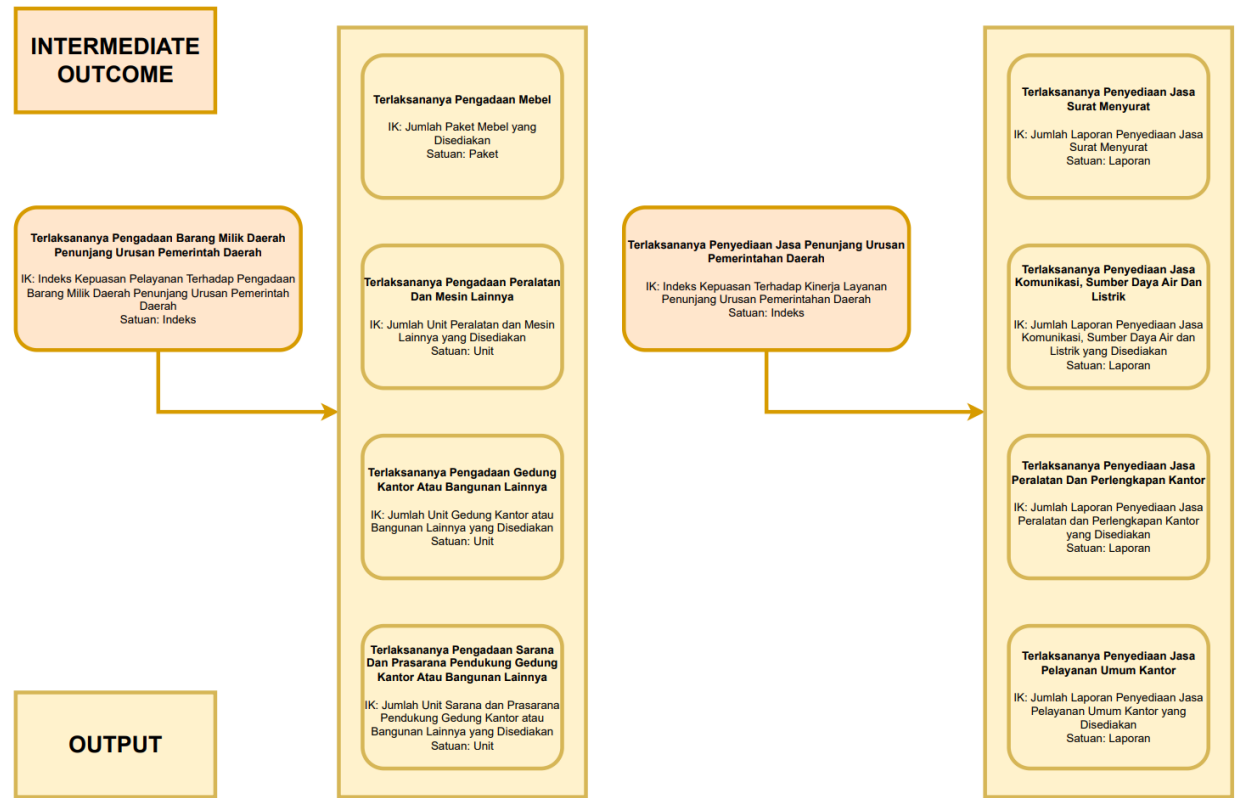 INTERMEDIATE
OUTCOME
Terlaksananya Pengadaan Barang Milik Daerah
Penunjang Urusan Pemerintah Daerah
IK: Indeks Kepuasan Pelayanan Terhadap Pengadaan
Barang Milik Daerah Penunjang Urusan Pemerintah
Daerah
Satuan: Indeks
OUTPUT
Terlaksananya Pengadaan Mebel
IK: Jumlah Paket Mebel yang
Disediakan
Satuan: Paket
Terlaksananya Pengadaan Peralatan
Dan Mesin Lainnya
IK: Jumlah Unit Peralatan dan Mesin
Lainnya yang Disediakan
Satuan: Unit
Terlaksananya Pengadaan Gedung
Kantor Atau Bangunan Lainnya
IK: Jumlah Unit Gedung Kantor atau
Bangunan Lainnya yang Disediakan
Satuan: Unit
Terlaksananya Pengadaan Sarana
Dan Prasarana Pendukung Gedung
Kantor Atau Bangunan Lainnya
IK: Jumlah Unit Sarana dan Prasarana
Pendukung Gedung Kantor atau
Bangunan Lainnya yang Disediakan
Satuan: Unit
Terlaksananya Penyediaan Jasa Penunjang Urusan
Pemerintahan Daerah
IK: Indeks Kepuasan Terhadap Kinerja Layanan
Penunjang Urusan Pemerintahan Daerah
Satuan: Indeks
Terlaksananya Penyediaan Jasa
Surat Menyurat
IK: Jumlah Laporan Penyediaan Jasa
Surat Menyurat
Satuan: Laporan
Terlaksananya Penyediaan Jasa
Komunikasi, Sumber Daya Air Dan
Listrik
IK: Jumlah Laporan Penyediaan Jasa
Komunikasi, Sumber Daya Air dan
Listrik yang Disediakan
Satuan: Laporan
Terlaksananya Penyediaan Jasa
Peralatan Dan Perlengkapan Kantor
IK: Jumlah Laporan Penyediaan Jasa
Peralatan dan Perlengkapan Kantor
yang Disediakan
Satuan: Laporan
Terlaksananya Penyediaan Jasa
Pelayanan Umum Kantor
IK: Jumlah Laporan Penyediaan Jasa
Pelayanan Umum Kantor yang
Disediakan
Satuan: Laporan